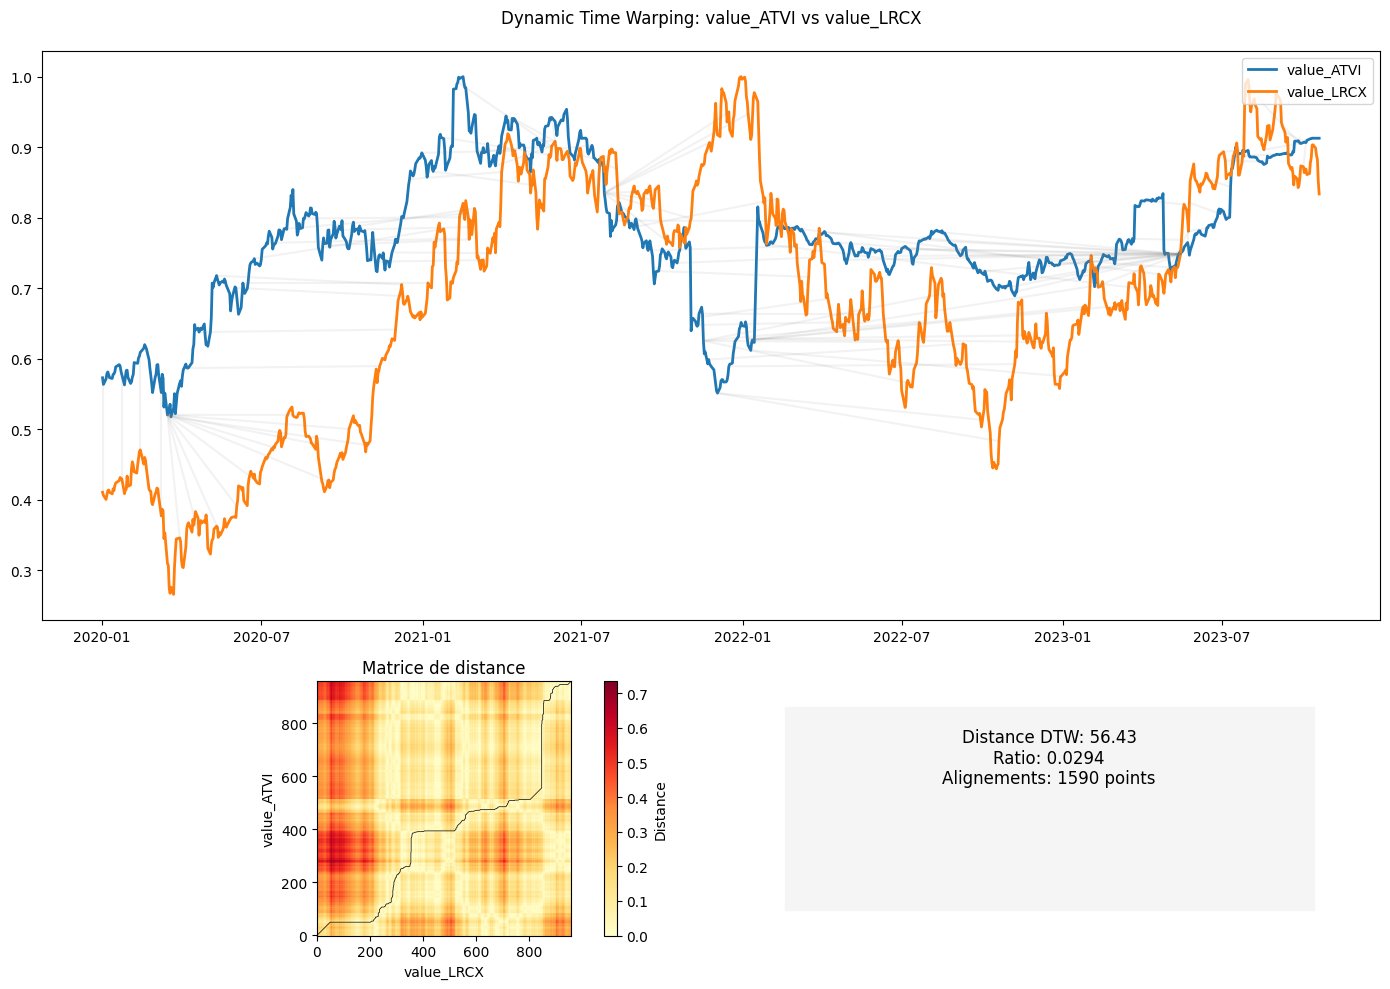 Dynamic Time Warping: value_ATVI vs value_LRCX
value_ATVI
value_LRCX
1.0
0.9
0.8
0.7
0.6
0.5
0.4
0.3
2020-01 2020-07 2021-01 2021-07 2022-01 2022-07 2023-01 2023-07
Matrice de distance
value_ATVI
800
600
400
200
0
0 200 400 600 800
value_LRCX
0.7
0.6
0.5
0.4
0.3
0.2
0.1
0.0
Distance
Distance DTW: 56.43
Ratio: 0.0294
Alignements: 1590 points